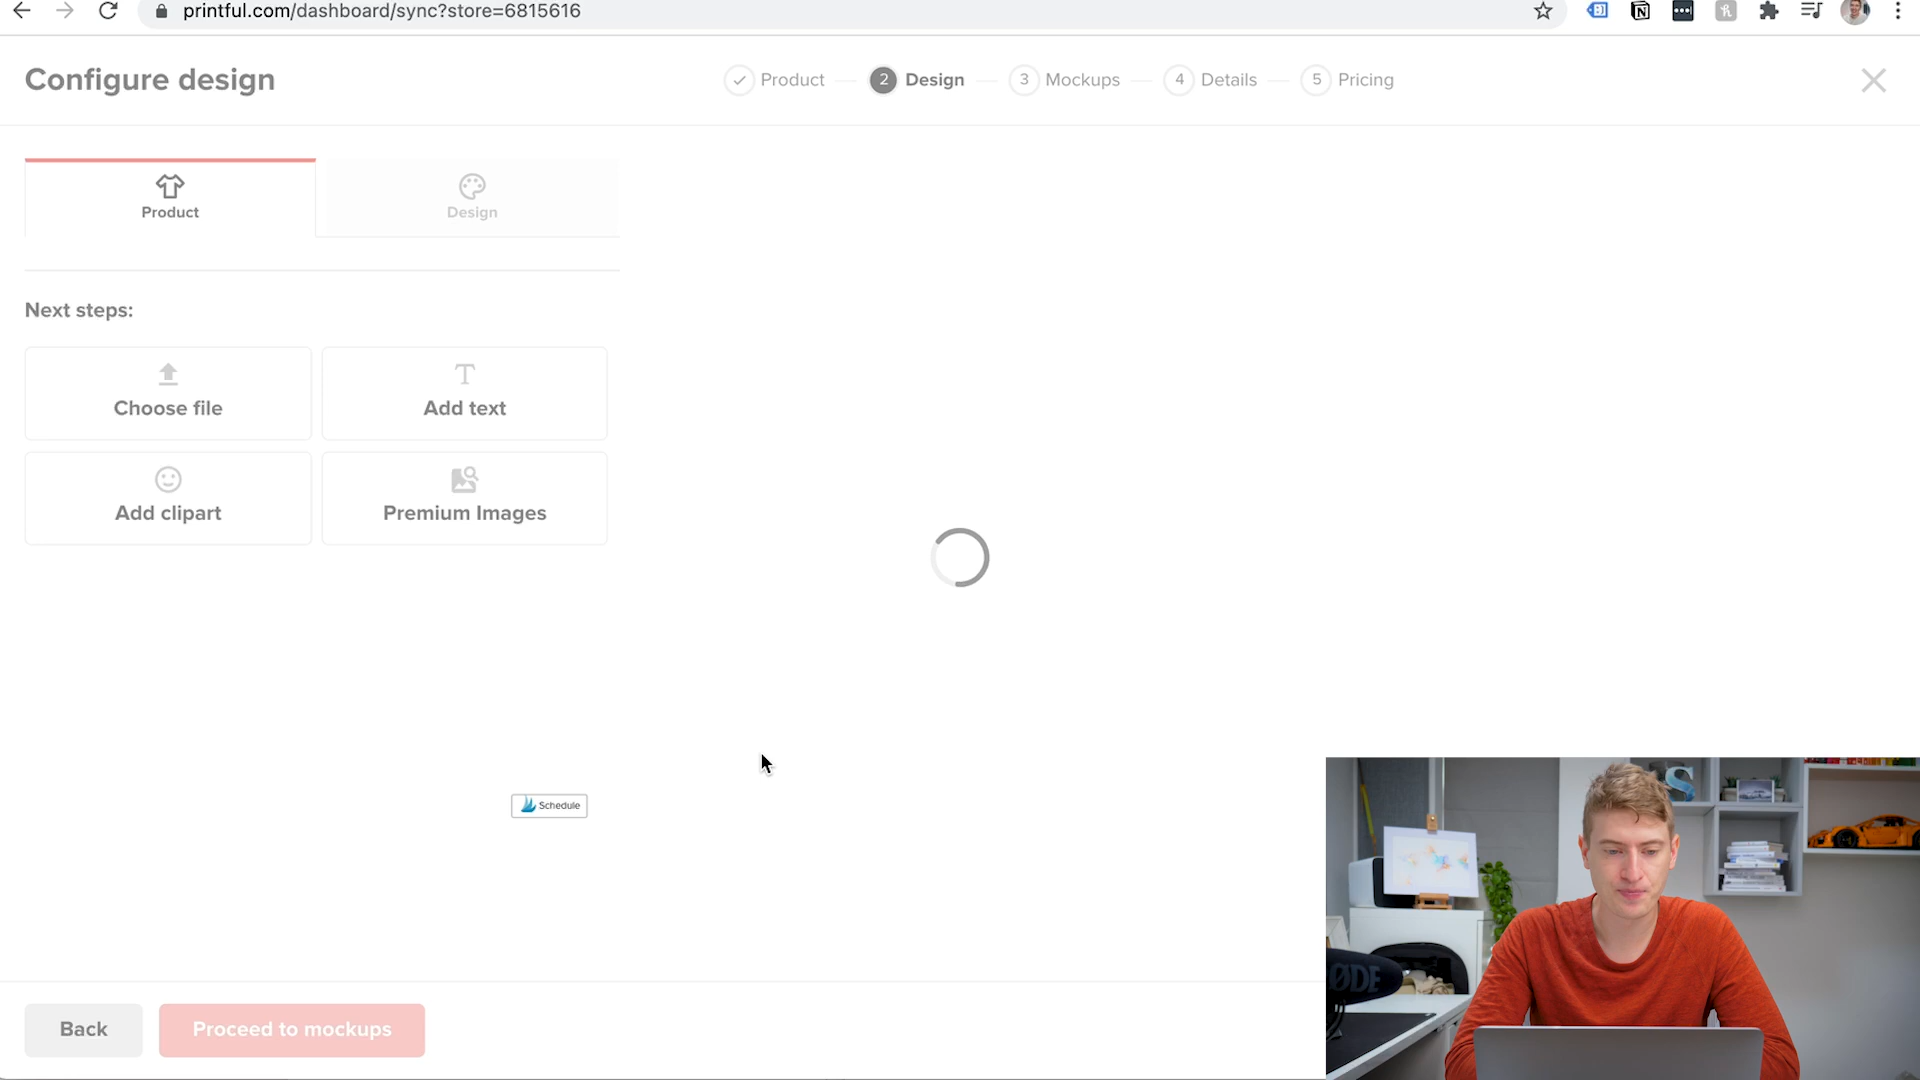 printful.com/dashboard/sync?store=6815616
Configure design
Product
2 Design
3 Mockups
4 Details
5 Pricing
Product
Design
Next steps:
Choose file
T
Add text
Add clipart
Premium Images
Schedule
Back
Proceed to mockups
S
RØDE